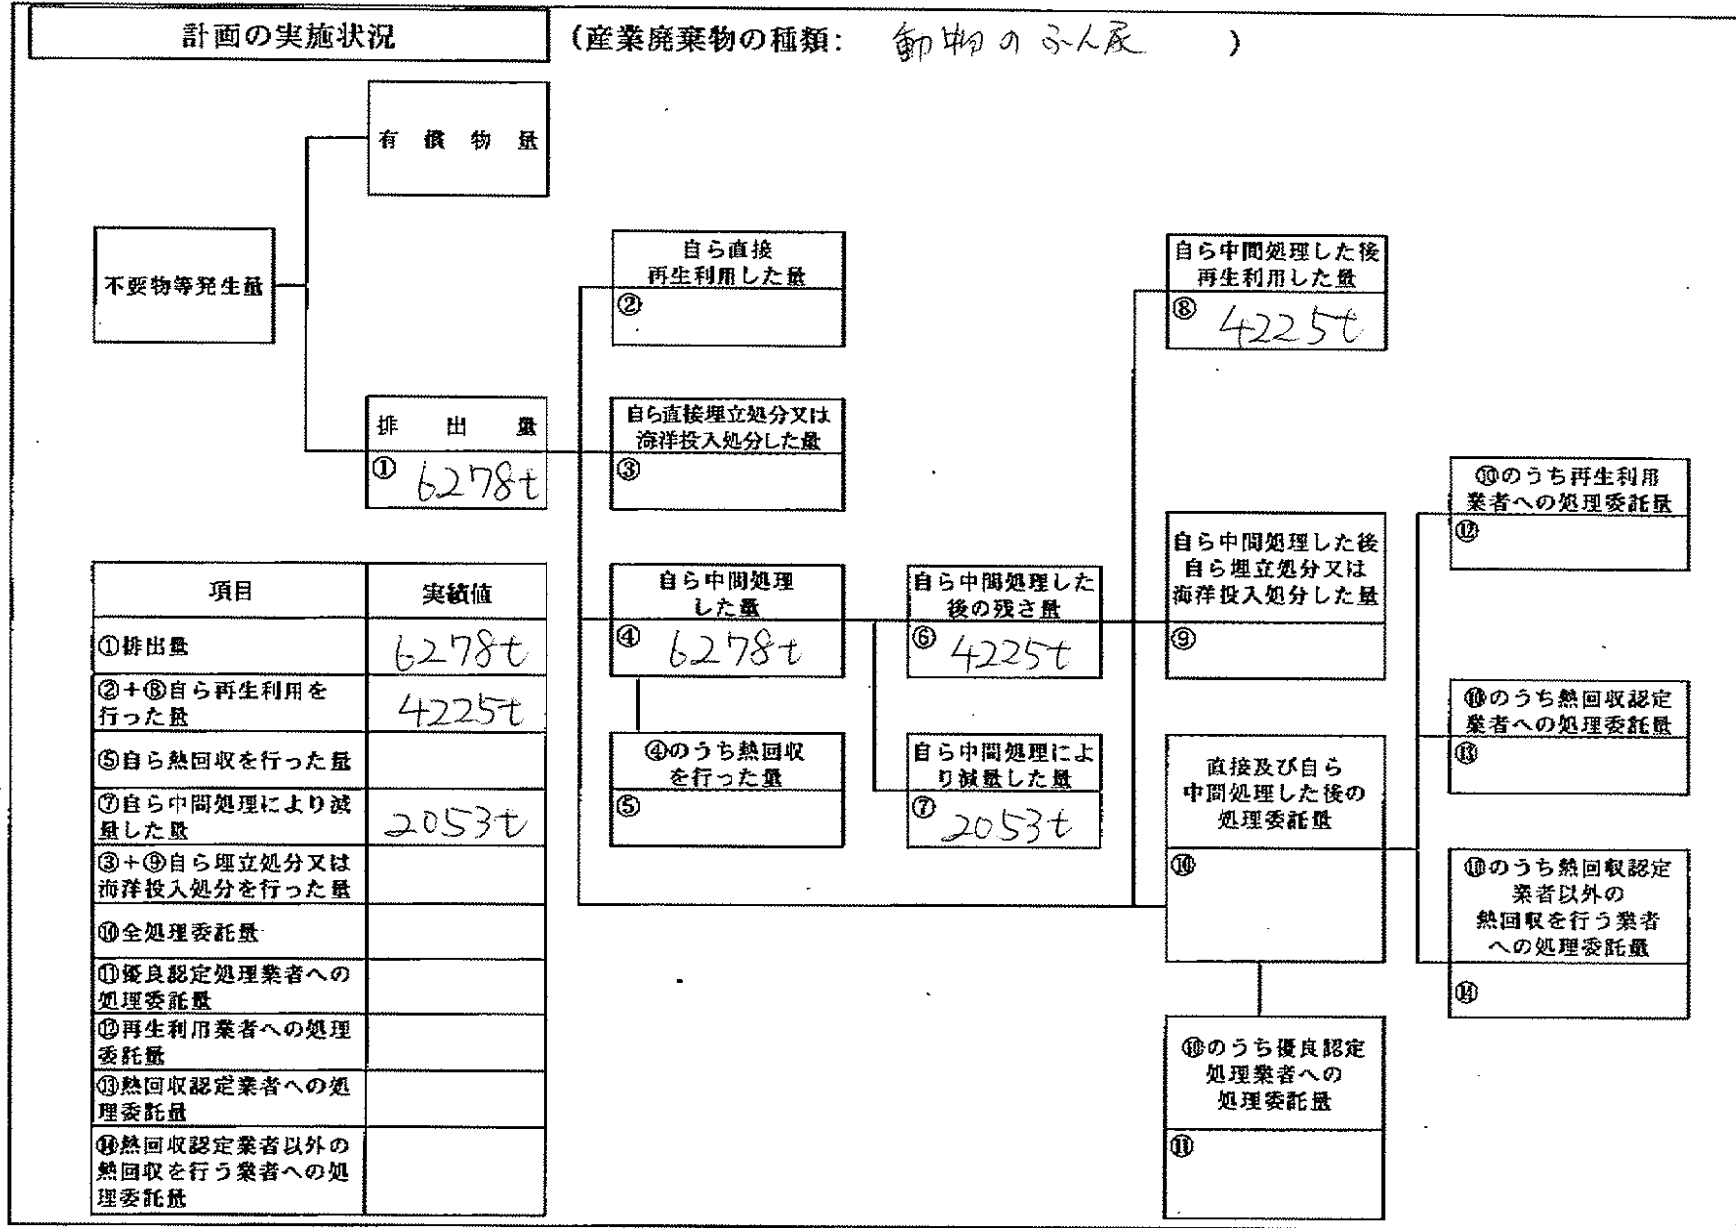 計画の実施状況
(産業廃棄物の種類: 動物のふん尿 )
有償物量
不要物等発生量
排出量
① 6278t
自ら直接
再生利用した量
②
自ら直接埋立処分又は
海洋投入処分した量
③
自ら中間処理
した量
④ 6278t
④のうち熱回収
を行った量
⑤
自ら中間処理した
後の残さ量
⑥ 4225t
自ら中間処理によ
り減量した量
⑦ 2053t
自ら中間処理した後
再生利用した量
⑧ 4225t
自ら中間処理した後
自ら埋立処分又は
海洋投入処分した量
⑨
直接及び自ら
中間処理した後の
処理委託量
⑩
⑩のうち優良認定
処理業者への
処理委託量
⑪
⑩のうち再生利用
業者への処理委託量
⑫
⑩のうち熱回収認定
業者への処理委託量
⑬
⑩のうち熱回収認定
業者以外の
熱回収を行う業者
への処理委託量
⑭
項目 実績値
①排出量 6278t
②+⑧自ら再生利用を
行った量 4225t
⑤自ら熱回収を行った量
⑦自ら中間処理により減
量した量 2053t
③+⑨自ら埋立処分又は
海洋投入処分を行った量
⑩全処理委託量
⑪優良認定処理業者への
処理委託量
⑫再生利用業者への処理
委託量
⑬熱回収認定業者への処
理委託量
⑭熱回収認定業者以外の
熱回収を行う業者への処
理委託量